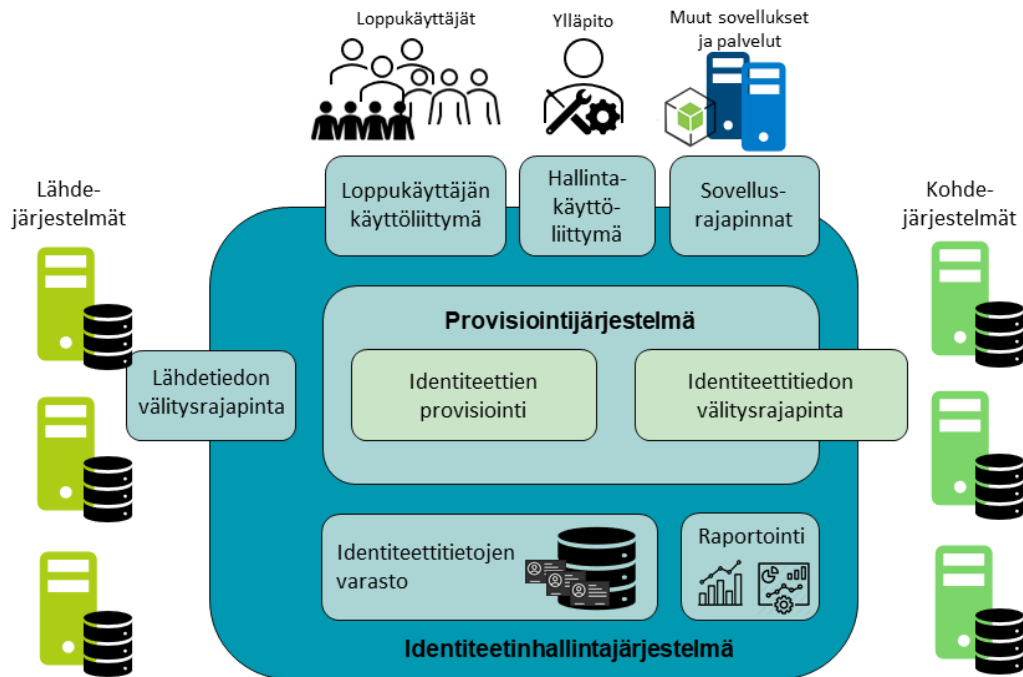 Loppukäyttäjät
Ylläpito
Muut sovellukset
ja palvelut
Lähde-
järjestelmät
Loppukäyttäjän
käyttöliittymä
Hallinta-
käyttö-
liittymä
Sovellus-
rajapinnat
Kohde-
järjestelmät
Provisiointijärjestelmä
Lähdetiedon
välitysrajapinta
Identiteettien
provisiointi
Identiteettitiedon
välitysrajapinta
Identiteettitietojen
varasto
Raportointi
Identiteetinhallintajärjestelmä